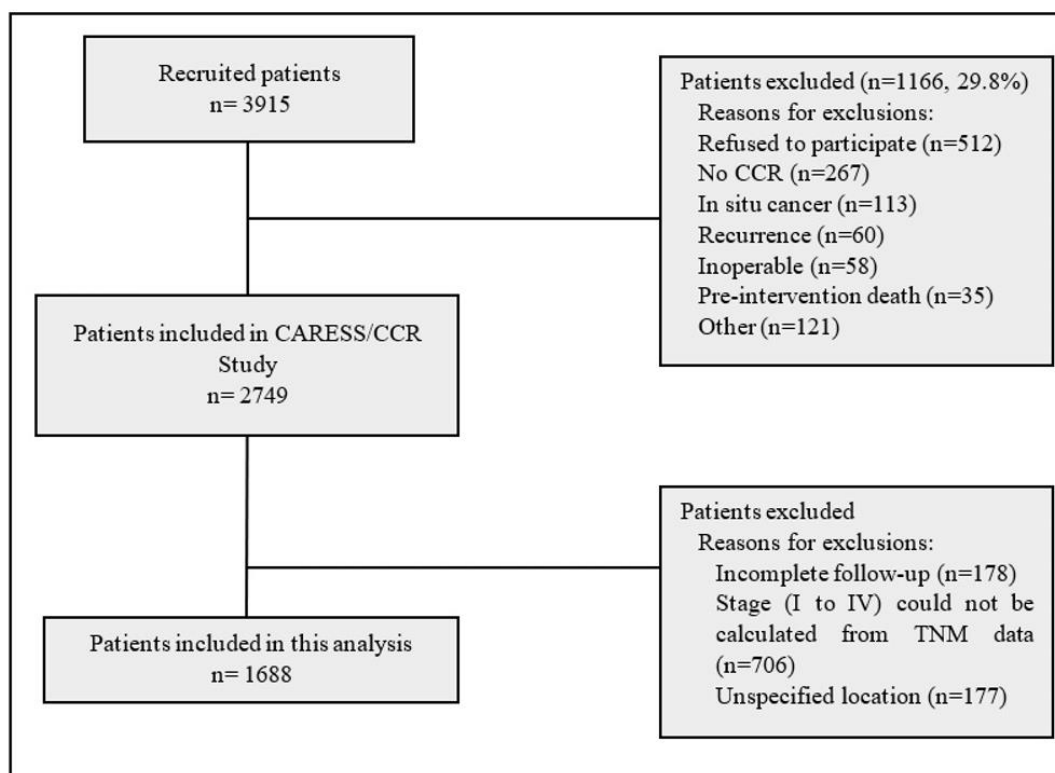 Recruited patients
n= 3915
Patients excluded (n=1166, 29.8%)
Reasons for exclusions:
Refused to participate (n=512)
No CCR (n=267)
In situ cancer (n=113)
Recurrence (n=60)
Inoperable (n=58)
Pre-intervention death (n=35)
Other (n=121)
Patients included in CARESS/CCR
Study
n= 2749
Patients excluded
Reasons for exclusions:
Incomplete follow-up (n=178)
Stage (I to IV) could not be
calculated from TNM data
(n=706)
Unspecified location (n=177)
Patients included in this analysis
n= 1688